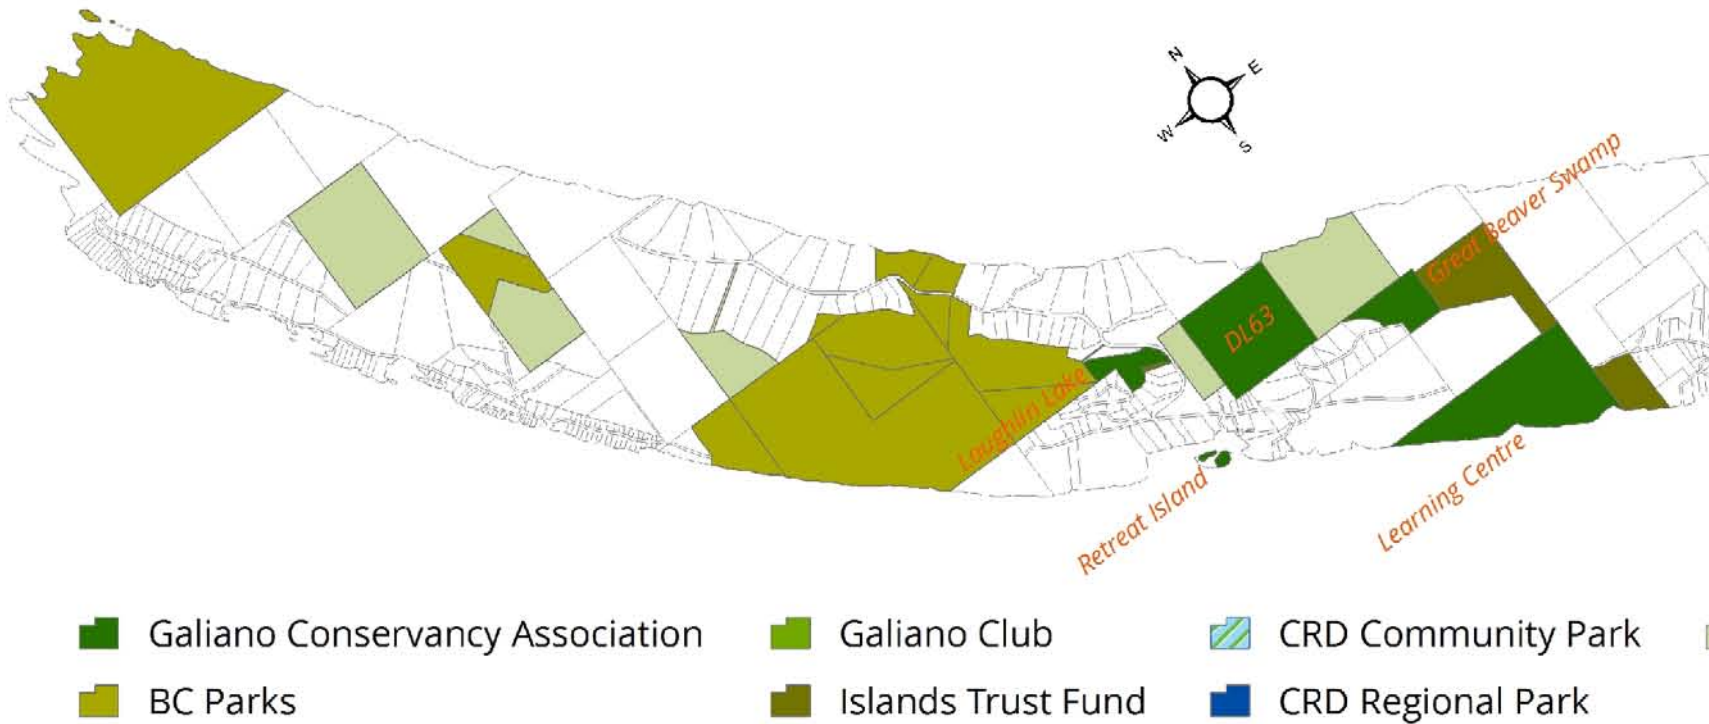 N
E
W
S
Great Beaver Swamp
DL63
Laughlin Lake
Retreat Island
Learning Centre
Galiano Conservancy Association
Galiano Club
CRD Community Park
BC Parks
Islands Trust Fund
CRD Regional Park